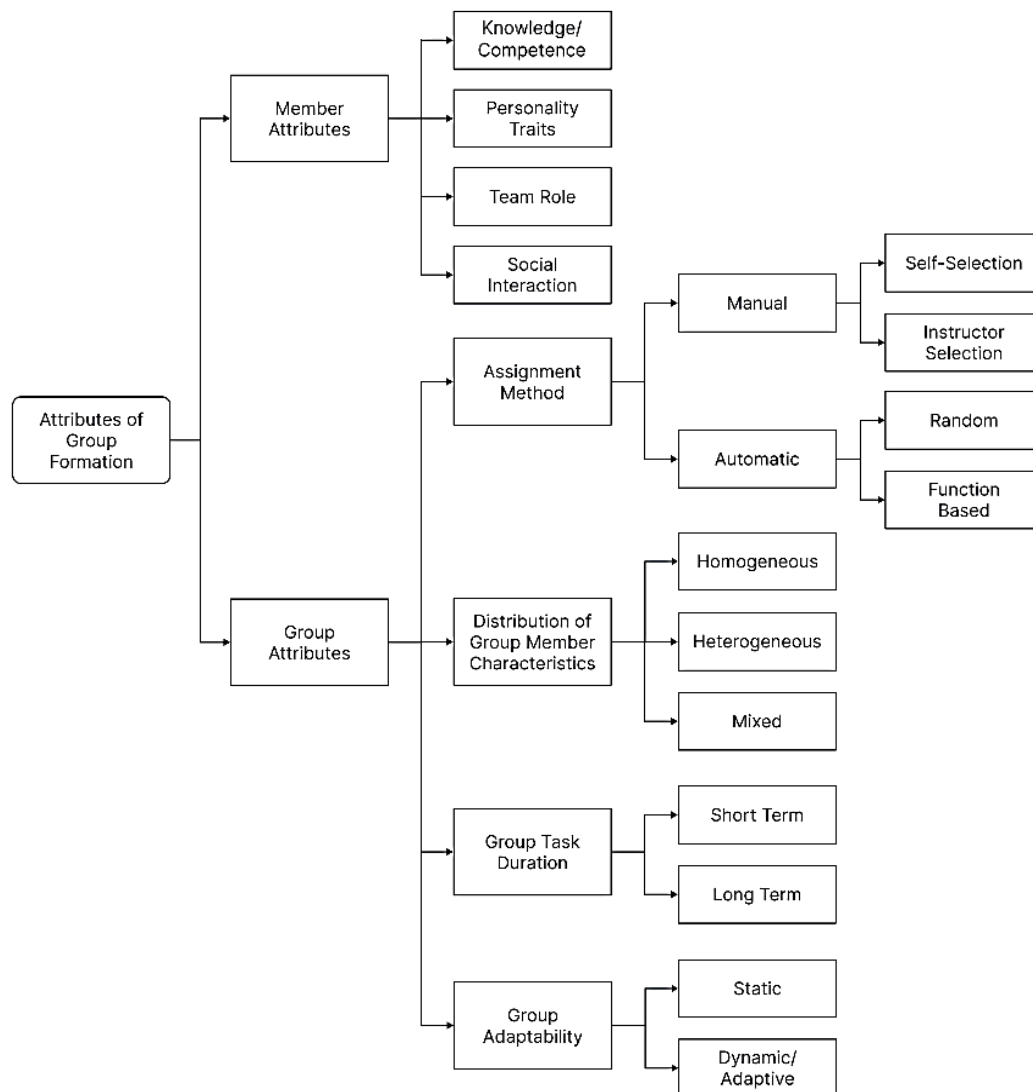 Knowledge/
Competence
Member
Attributes
Personality
Traits
Team Role
Social
Interaction
Self-Selection
Manual
Instructor
Selection
Assignment
Method
Attributes of
Group
Formation
Random
Automatic
Function
Based
Homogeneous
Group
Attributes
Distribution of
Group Member
Characteristics
Heterogeneous
Mixed
Short Term
Group Task
Duration
Long Term
Static
Group
Adaptability
Dynamic/
Adaptive